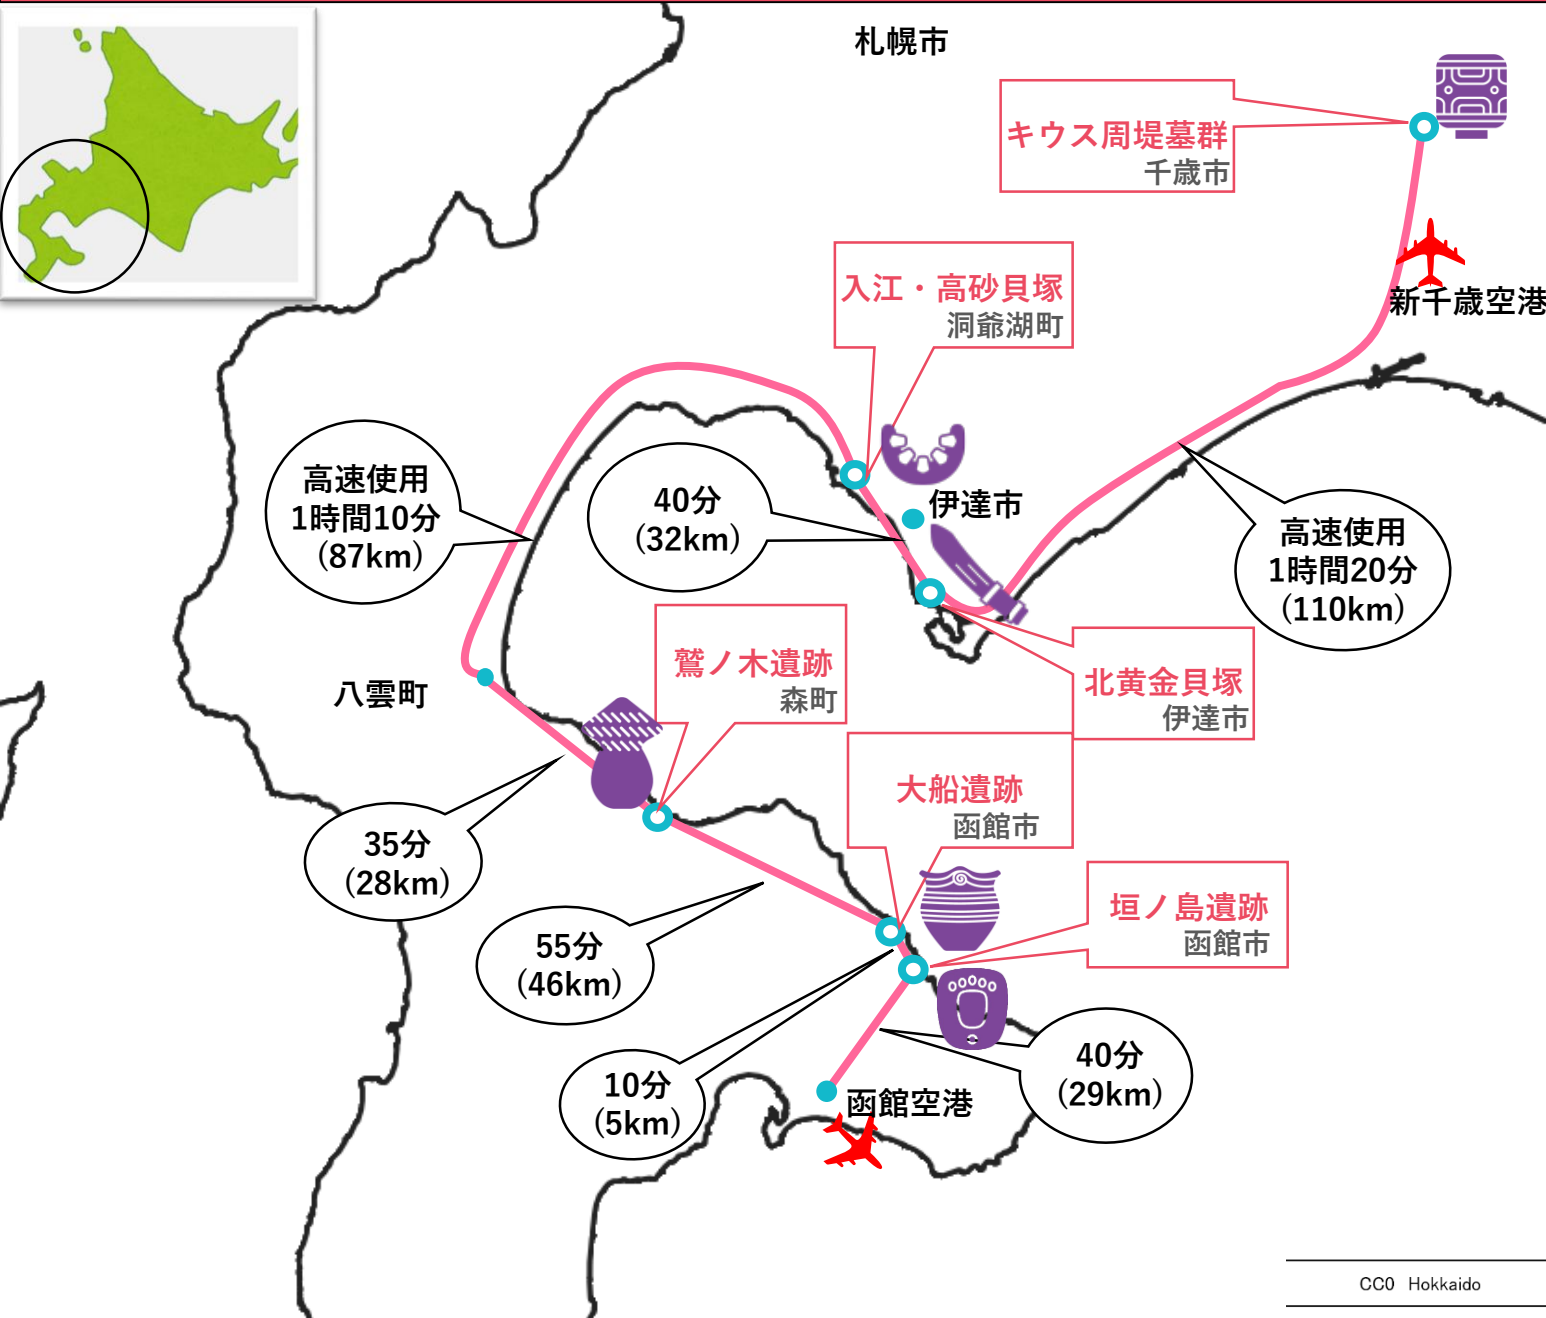 札幌市
キウス周堤墓群
千歳市
新千歳空港
入江・高砂貝塚
洞爺湖町
高速使用
1時間10分
(87km)
40分
(32km)
伊達市
高速使用
1時間20分
(110km)
鷲ノ木遺跡
森町
北黄金貝塚
伊達市
八雲町
大船遺跡
函館市
35分
(28km)
垣ノ島遺跡
函館市
55分
(46km)
10分
(5km)
40分
(29km)
函館空港
CC0 Hokkaido